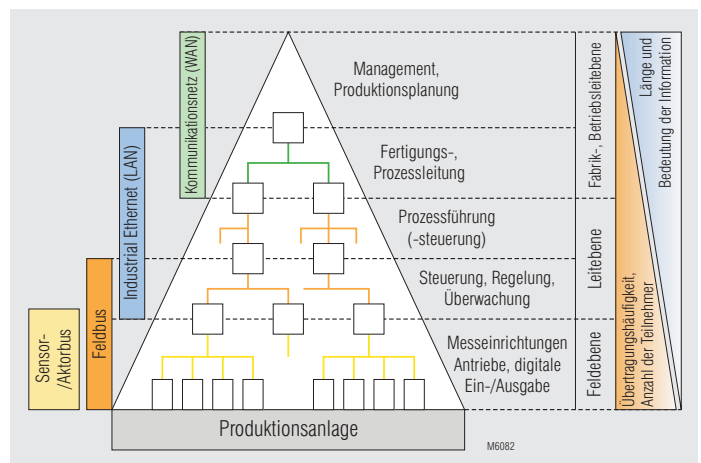 Kommunikationsnetz (WAN)
Industrial Ethernet (LAN)
Feldbus
Sensor-
/Aktorbus
Management,
Produktionsplanung
Fertigungs-,
Prozessleitung
Prozessführung
(-steuerung)
Steuerung, Regelung,
Überwachung
Messeinrichtungen
Antriebe, digitale
Ein-/Ausgabe
Fabrik-, Betriebsleitebene
Leitebene
Feldebene
Länge und
Bedeutung der Information
Übertragungshäufigkeit,
Anzahl der Teilnehmer
Produktionsanlage
M6082